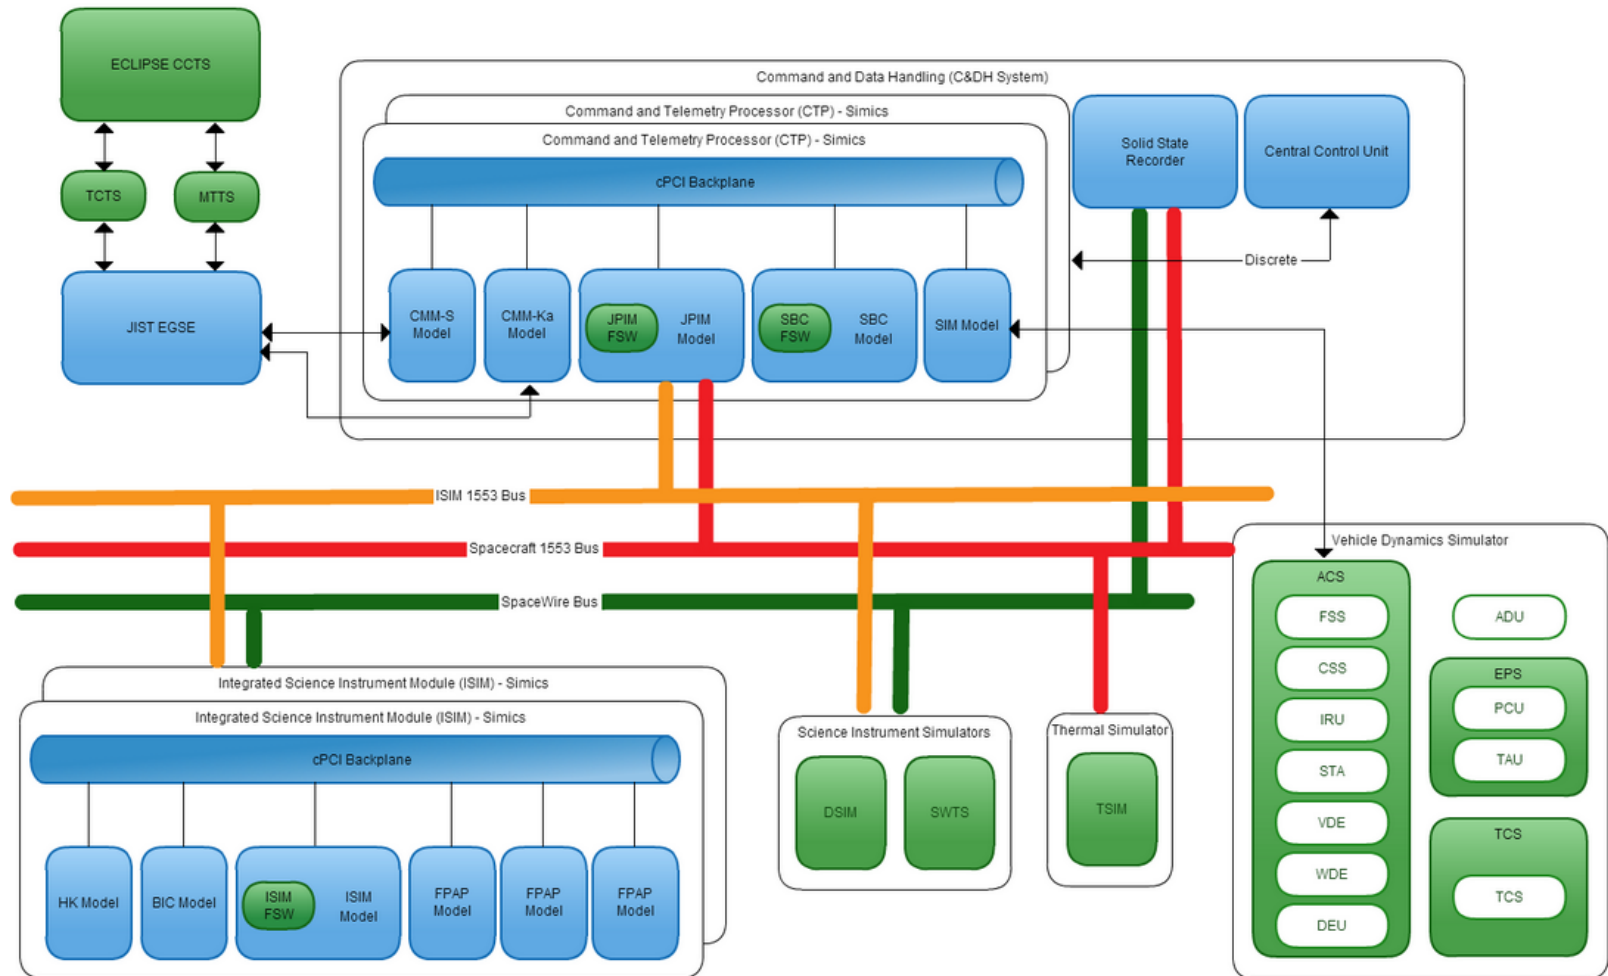 ECLIPSE CCTS
TCTS
MTTS
JIST EGSE
Command and Data Handling (C&DH System)
Command and Telemetry Processor (CTP) - Simics
Command and Telemetry Processor (CTP) - Simics
cPCI Backplane
CMM-S
Model
CMM-Ka
Model
JPIM
FSW
JPIM
Model
SBC
FSW
SBC
Model
SIM Model
Solid State
Recorder
Central Control Unit
Discrete
ISIM 1553 Bus
Spacecraft 1553 Bus
SpaceWire Bus
Integrated Science Instrument Module (ISIM) - Simics
Integrated Science Instrument Module (ISIM) - Simics
cPCI Backplane
HK Model
BIC Model
ISIM
FSW
ISIM
Model
FPAP
Model
FPAP
Model
FPAP
Model
Science Instrument Simulators
DSIM
SWTS
Thermal Simulator
TSIM
Vehicle Dynamics Simulator
ACS
FSS
CSS
IRU
STA
VDE
WDE
DEU
ADU
EPS
PCU
TAU
TCS
TCS